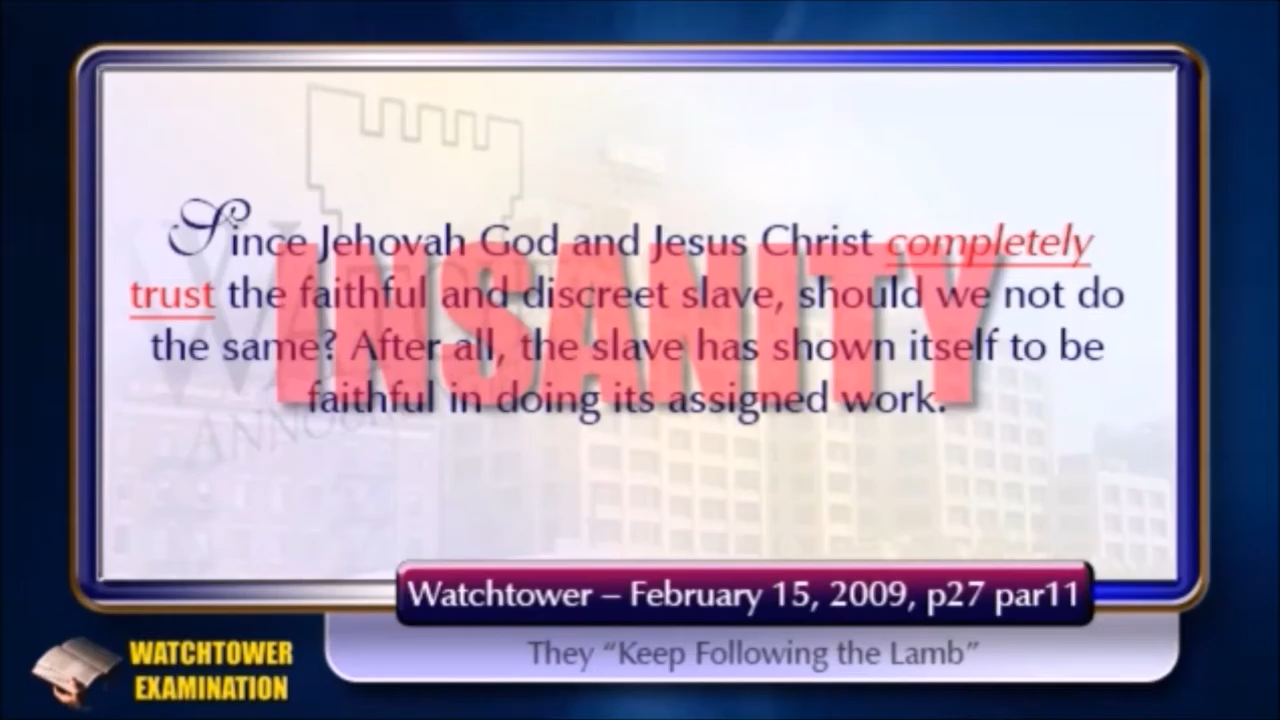 Since Jehovah God and Jesus Christ completely
trust the faithful and discreet slave, should we not do
the same? After all, the slave has shown itself to be
faithful in doing its assigned work.
INSANITY
Watchtower – February 15, 2009, p27 par11
They “Keep Following the Lamb”
WATCHTOWER
EXAMINATION